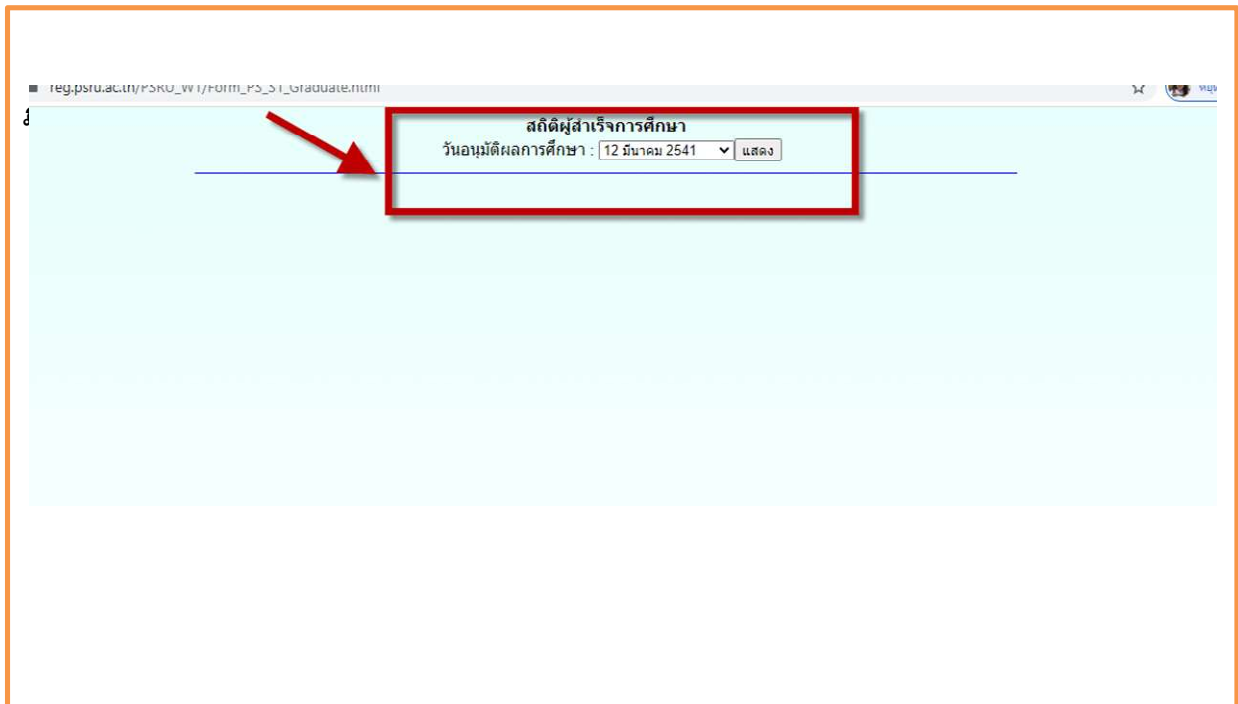 reg.psru.ac.th/PSRU_WT/Form_PS_ST_Graduate.html
สถิติผู้สำเร็จการศึกษา
วันอนุมัติผลการศึกษา : 12 มีนาคม 2541 แสดง